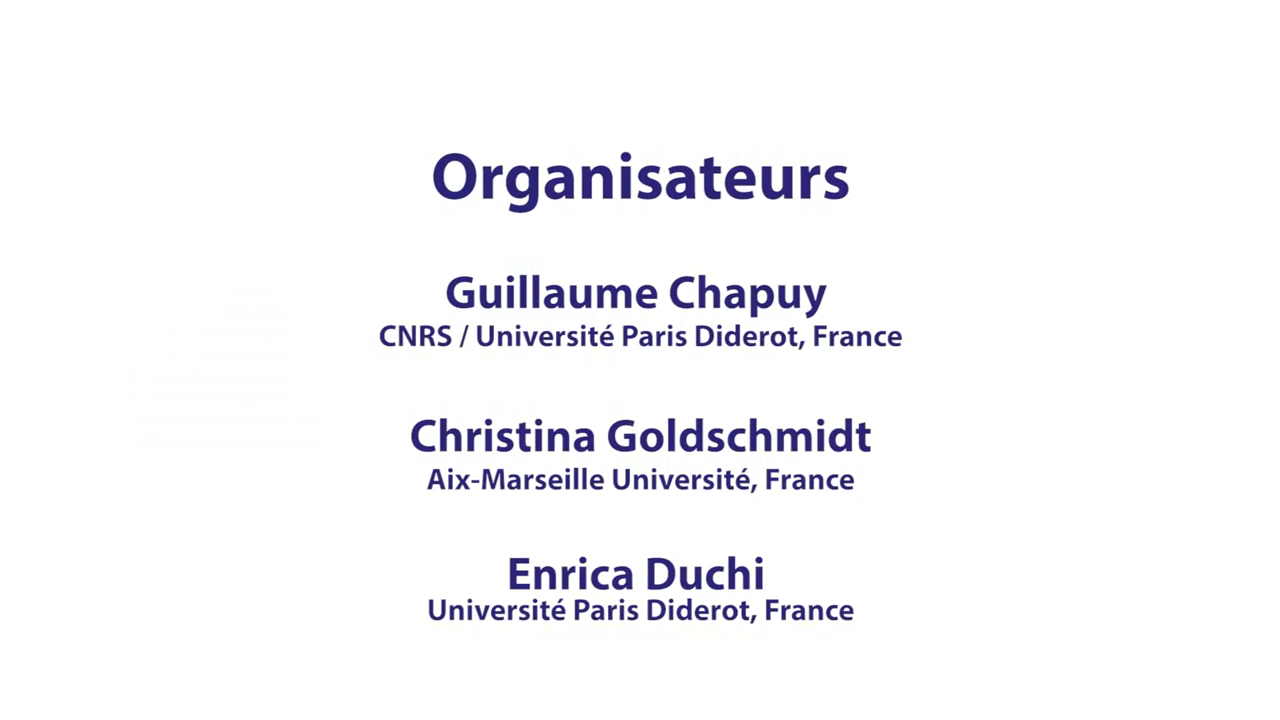 Organisateurs
Guillaume Chapuy
CNRS / Université Paris Diderot, France
Christina Goldschmidt
Aix-Marseille Université, France
Enrica Duchi
Université Paris Diderot, France